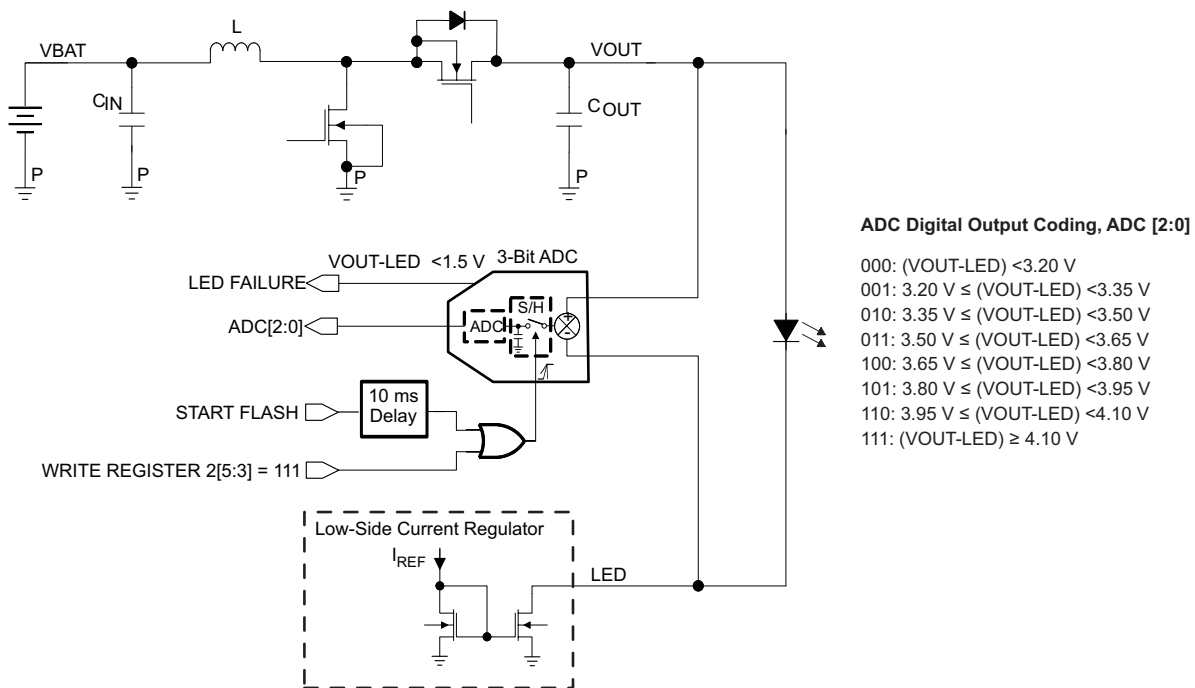 L
VBAT
VOUT
CIN
COUT
P
P
P
P
ADC Digital Output Coding, ADC [2:0]
000: (VOUT-LED) <3.20 V
001: 3.20 V ≤ (VOUT-LED) <3.35 V
010: 3.35 V ≤ (VOUT-LED) <3.50 V
011: 3.50 V ≤ (VOUT-LED) <3.65 V
100: 3.65 V ≤ (VOUT-LED) <3.80 V
101: 3.80 V ≤ (VOUT-LED) <3.95 V
110: 3.95 V ≤ (VOUT-LED) <4.10 V
111: (VOUT-LED) ≥ 4.10 V
VOUT-LED <1.5 V
3-Bit ADC
LED FAILURE
S/H
ADC[2:0]
ADC
START FLASH
10 ms
Delay
WRITE REGISTER 2[5:3] = 111
Low-Side Current Regulator
IREF
LED